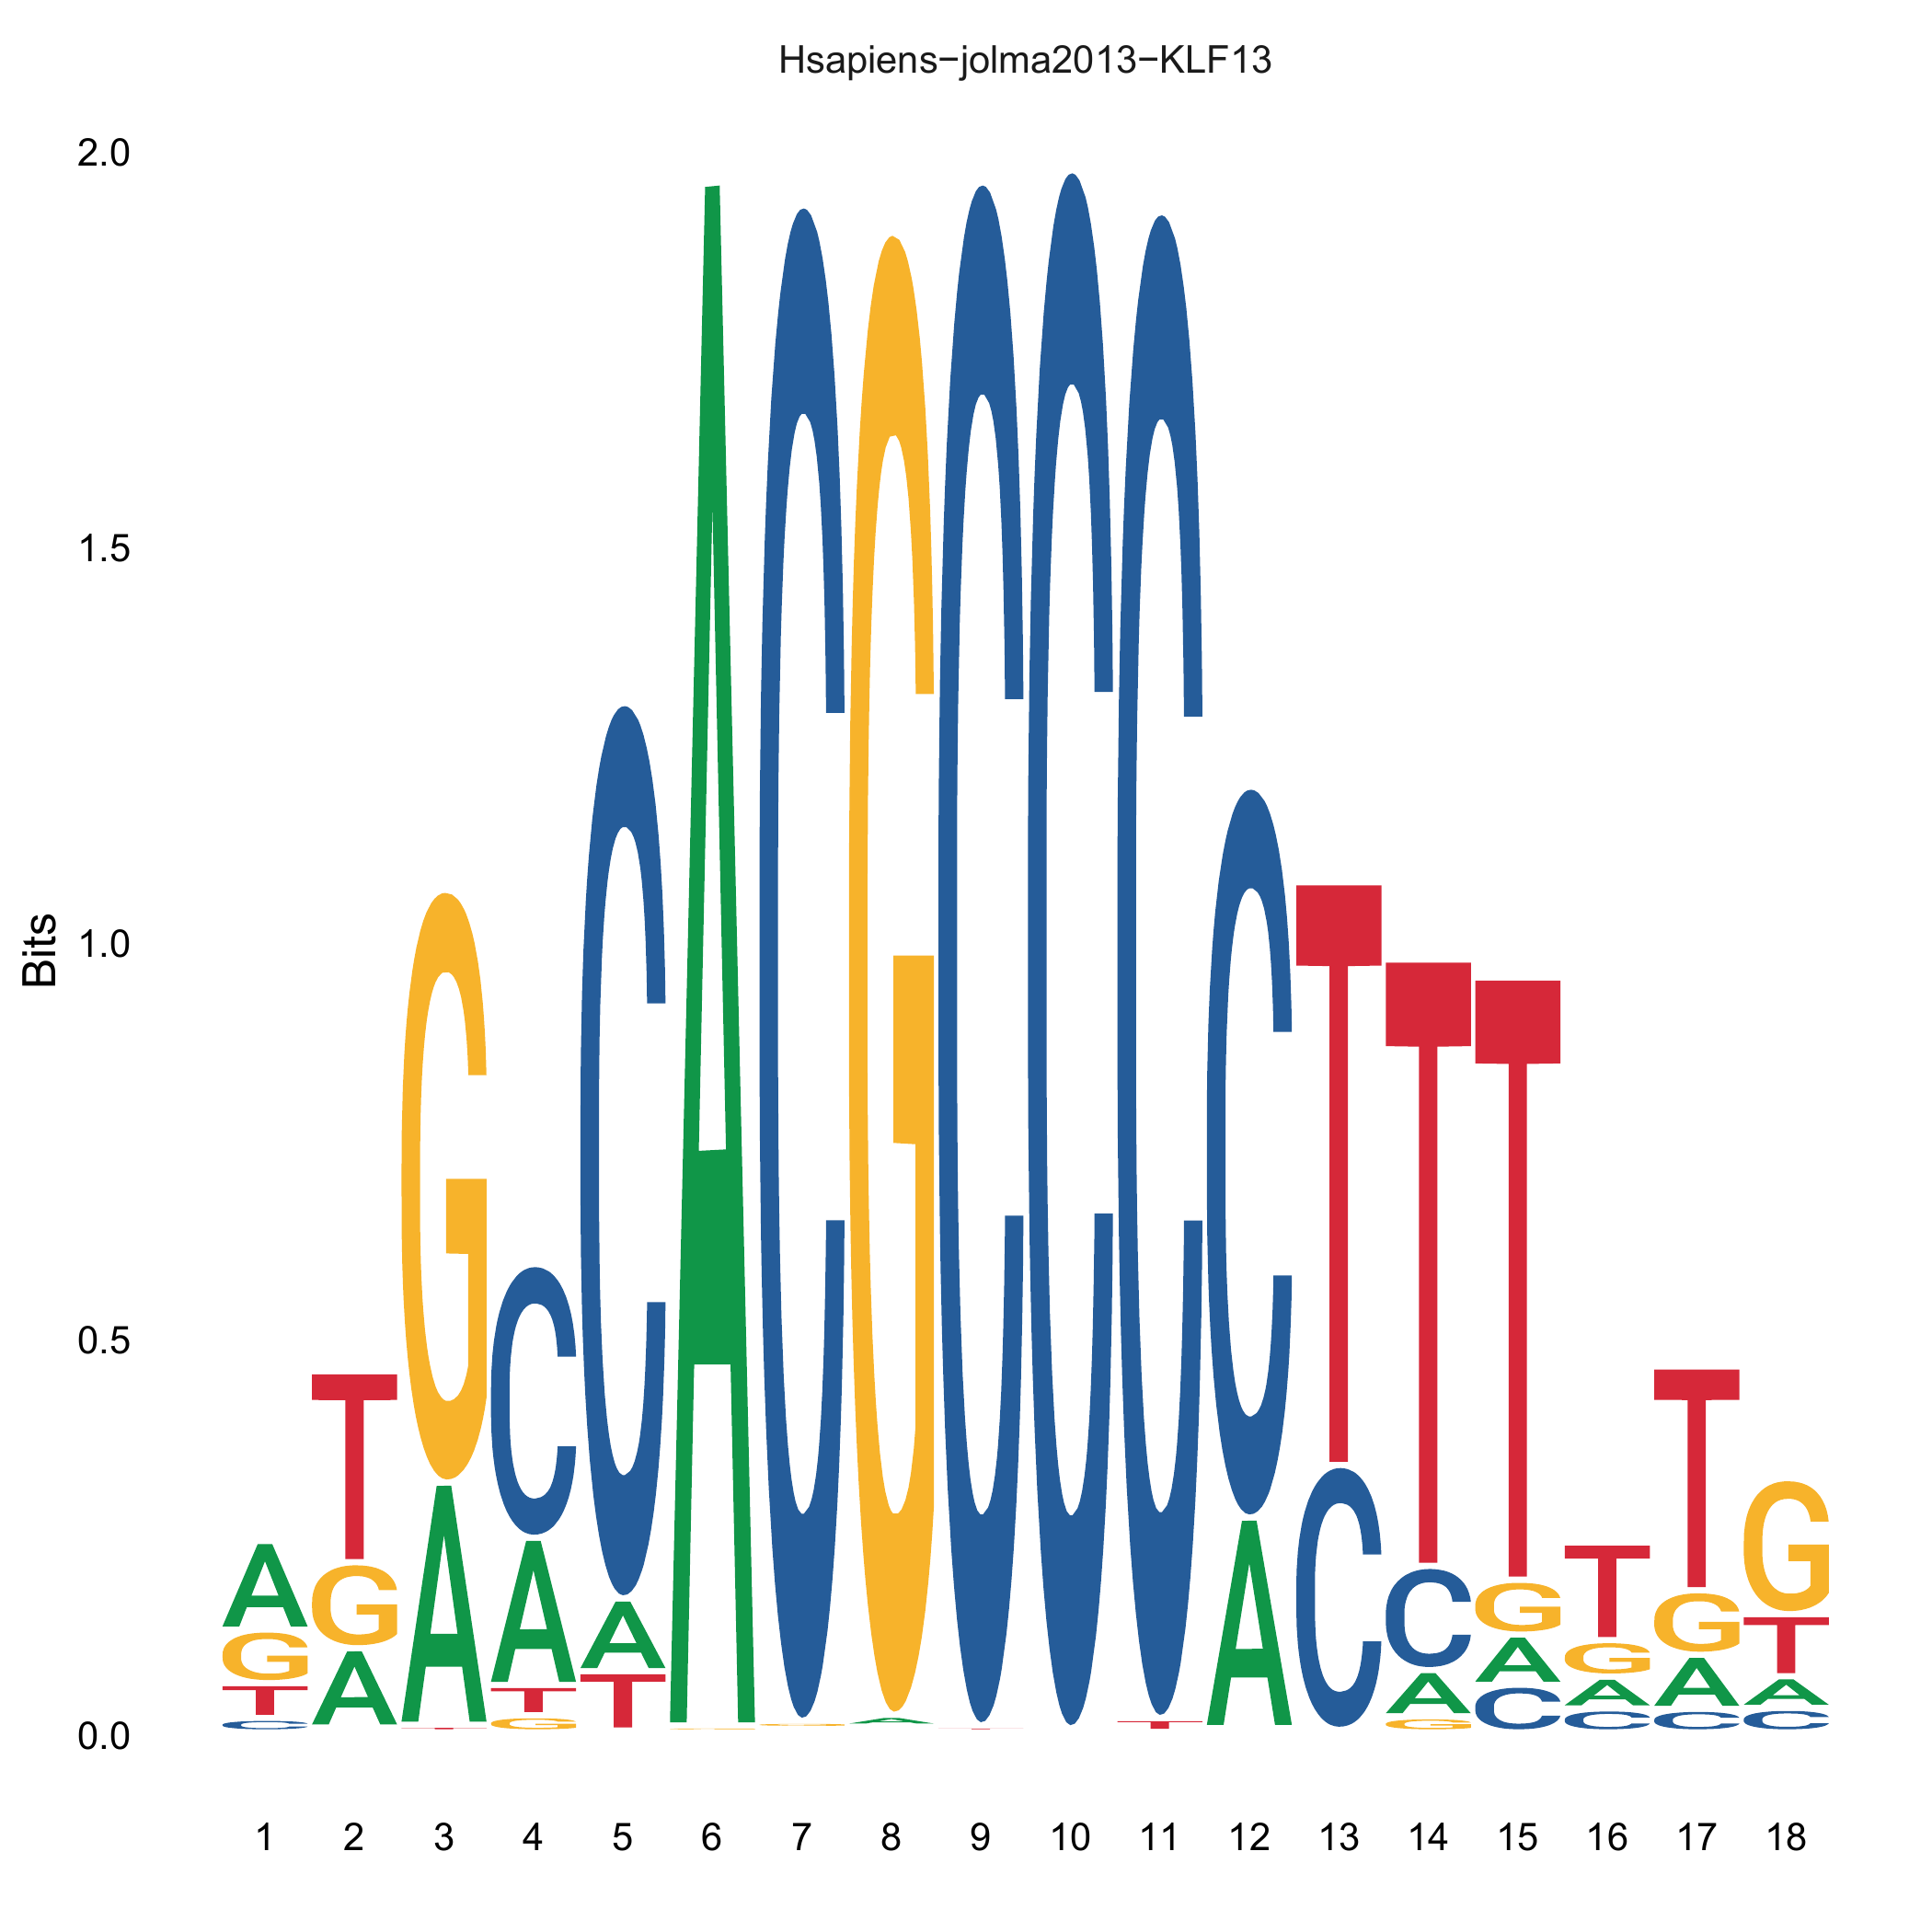 Hsapiens−jolma2013−KLF13
2.0
1.5
1.0
0.5
0.0
Bits
A T G C C A C G C C C C T T T T T G
G G A A A A C C G G G T
T A T T T A A A A A
C G G C C C C
1 2 3 4 5 6 7 8 9 10 11 12 13 14 15 16 17 18